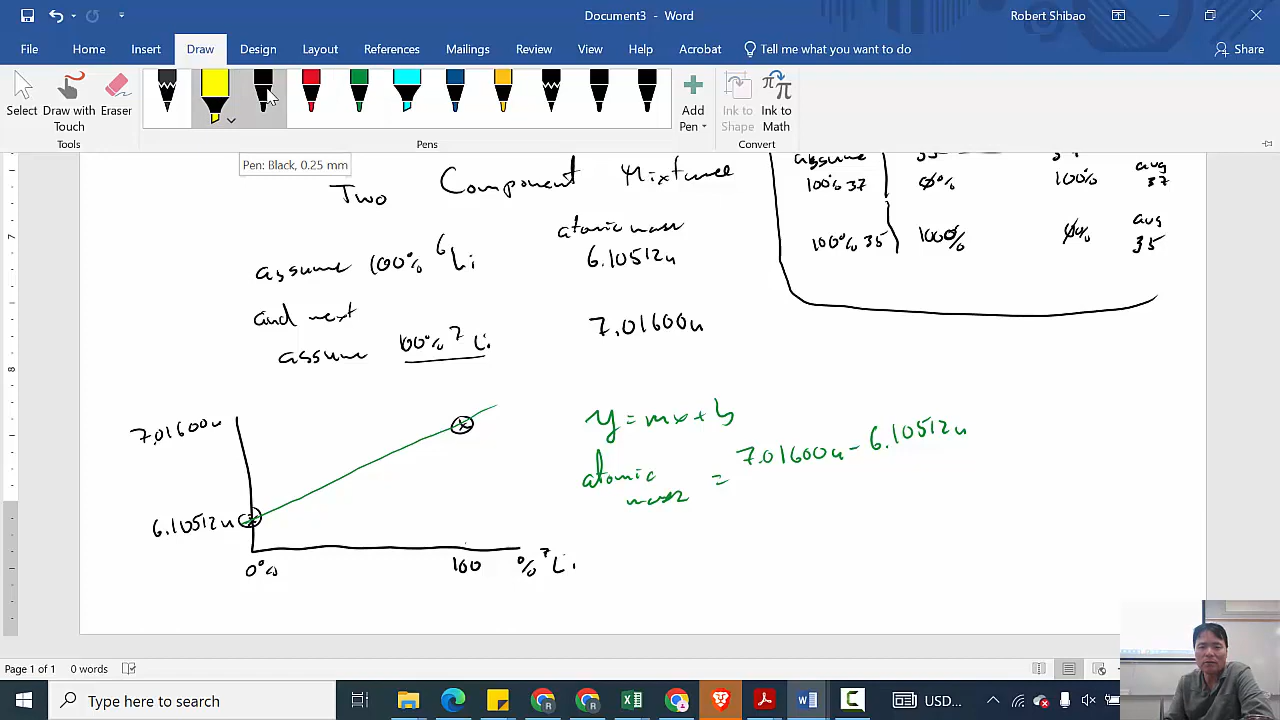 Document3 - Word
Robert Shibao
File Home Insert Draw Design Layout References Mailings Review View Help Acrobat Tell me what you want to do Share
Select Draw with Touch Eraser
Add Pen
Ink to Shape
Ink to Math
Tools Pens Convert
Pen: Black, 0.25 mm
Two Component Mixture
atomic mass
assume 100% 6Li 6.10512u
and next
assume 100% 7Li 7.01600u
assume
100% 37 0% 100% avg 37
100% 35 100% 0% avg 35
7.01600u
6.10512u
0% 100 % 7Li
y = mx + b
atomic mass = 7.01600u - 6.10512u
7
8
Page 1 of 1 0 words
Type here to search
USD...